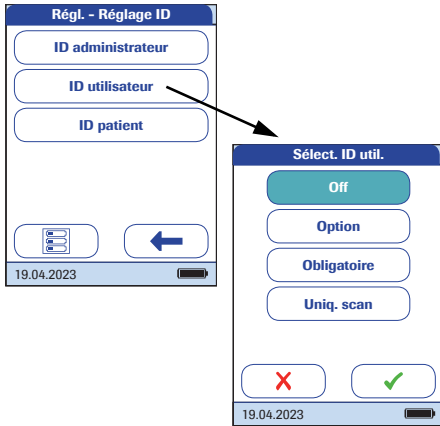 Régl. - Réglage ID
ID administrateur
ID utilisateur
ID patient
19.04.2023
Sélect. ID util.
Off
Option
Obligatoire
Uniq. scan
19.04.2023